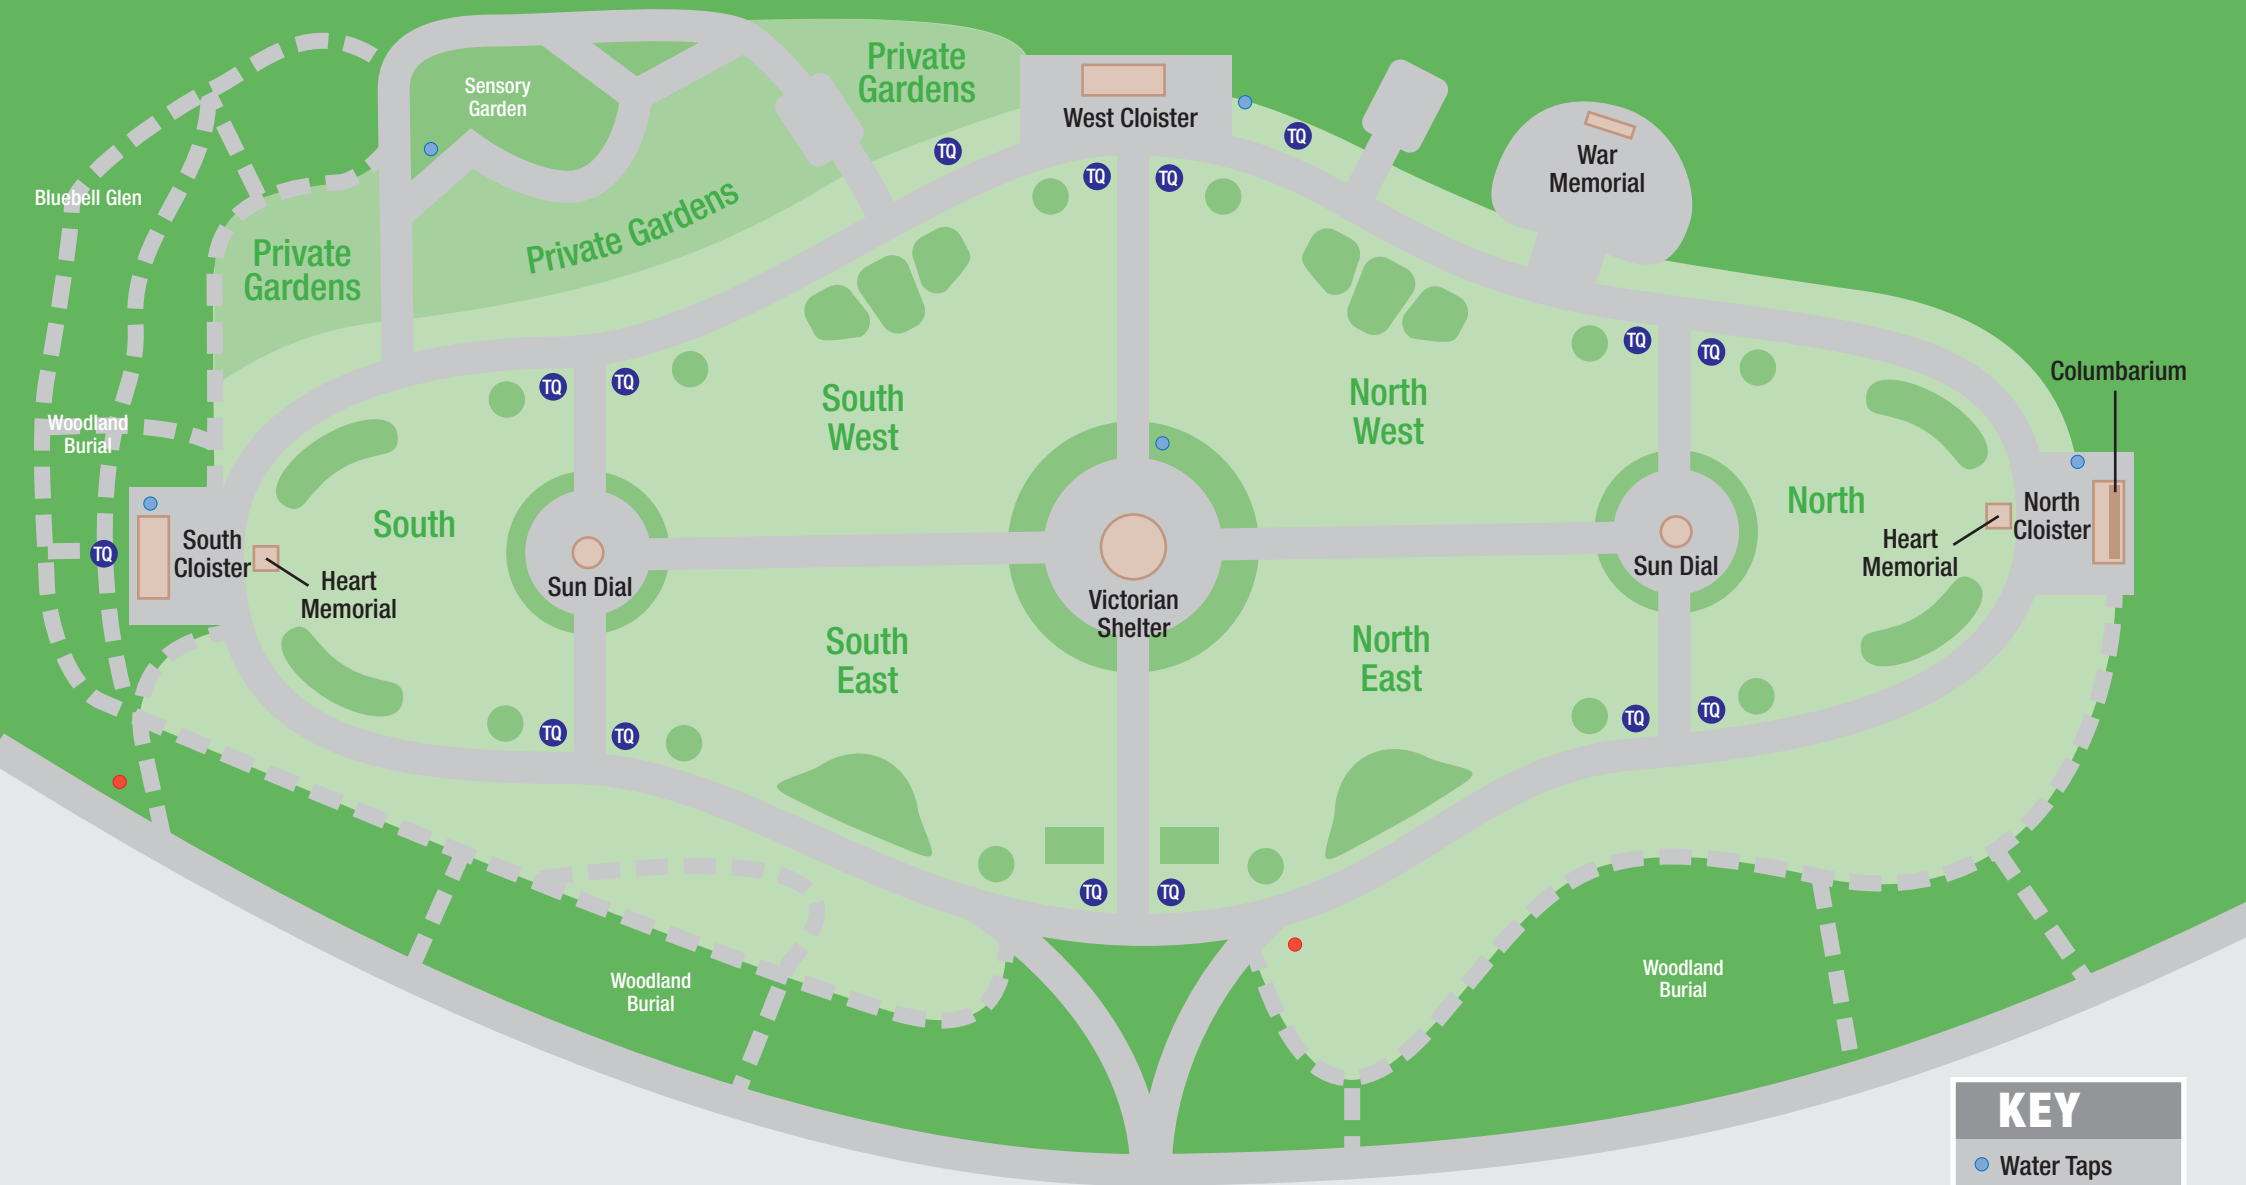 Private
Gardens
Sensory
Garden
West Cloister
TQ
TQ
TQ
TQ
War
Memorial
Bluebell Glen
Private Gardens
Private
Gardens
TQ
TQ
Columbarium
TQ
TQ
South
West
North
West
Woodland
Burial
South
North
TQ
South
Cloister
Heart
Memorial
Sun Dial
Victorian
Shelter
Sun Dial
Heart
Memorial
North
Cloister
South
East
North
East
TQ
TQ
TQ
TQ
TQ
TQ
Woodland
Burial
Woodland
Burial
KEY
Water Taps